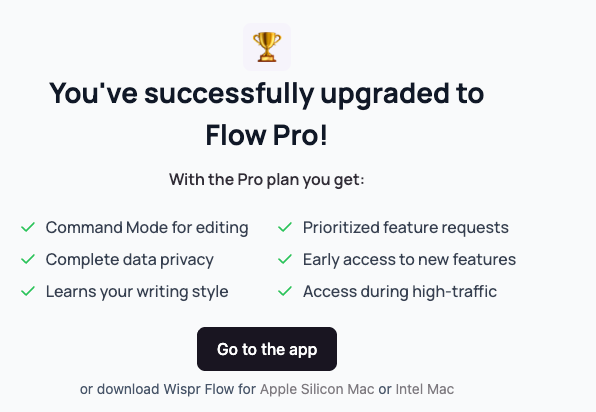 You've successfully upgraded to
Flow Pro!
With the Pro plan you get:
Command Mode for editing
Prioritized feature requests
Complete data privacy
Early access to new features
Learns your writing style
Access during high-traffic
Go to the app
or download Wispr Flow for Apple Silicon Mac or Intel Mac